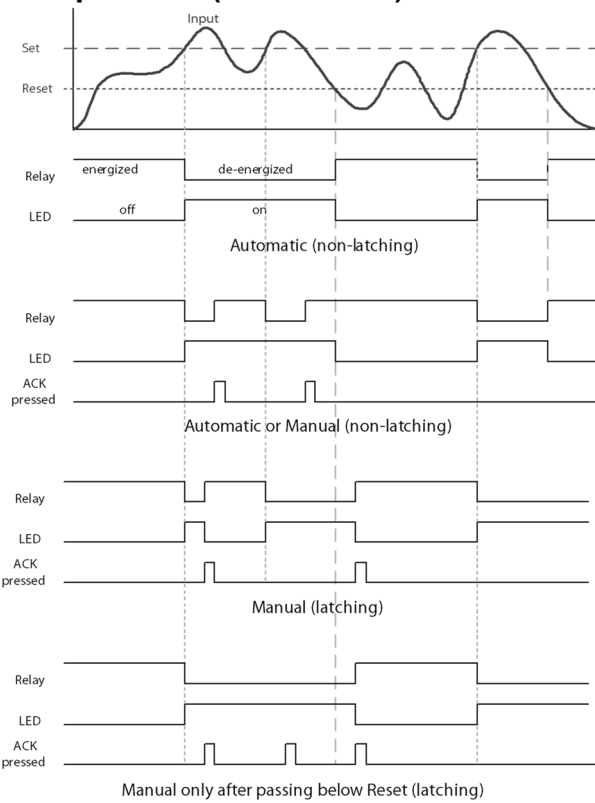 Input
Set
Reset
energized
de-energized
Relay
LED
off
on
Automatic (non-latching)
Relay
LED
ACK
pressed
Automatic or Manual (non-latching)
Relay
LED
ACK
pressed
Manual (latching)
Relay
LED
ACK
pressed
Manual only after passing below Reset (latching)